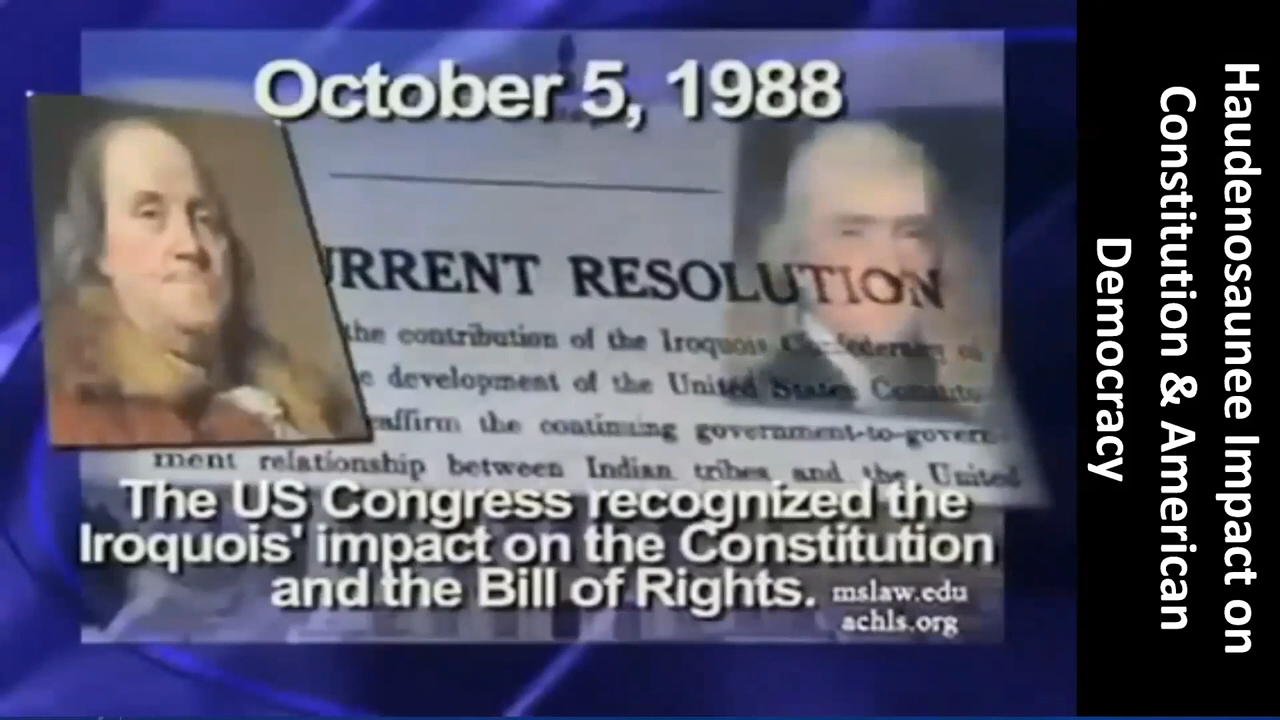 October 5, 1988
URRENT RESOLUTION
the contribution of the Iroquois Confederacy
development of the United States
affirm the continuing government-to-govern-
ment relationship between Indian tribes and the United
The US Congress recognized the
Iroquois' impact on the Constitution
and the Bill of Rights.
mslaw.edu
achls.org
Haudenosaunee Impact on
Constitution & American
Democracy